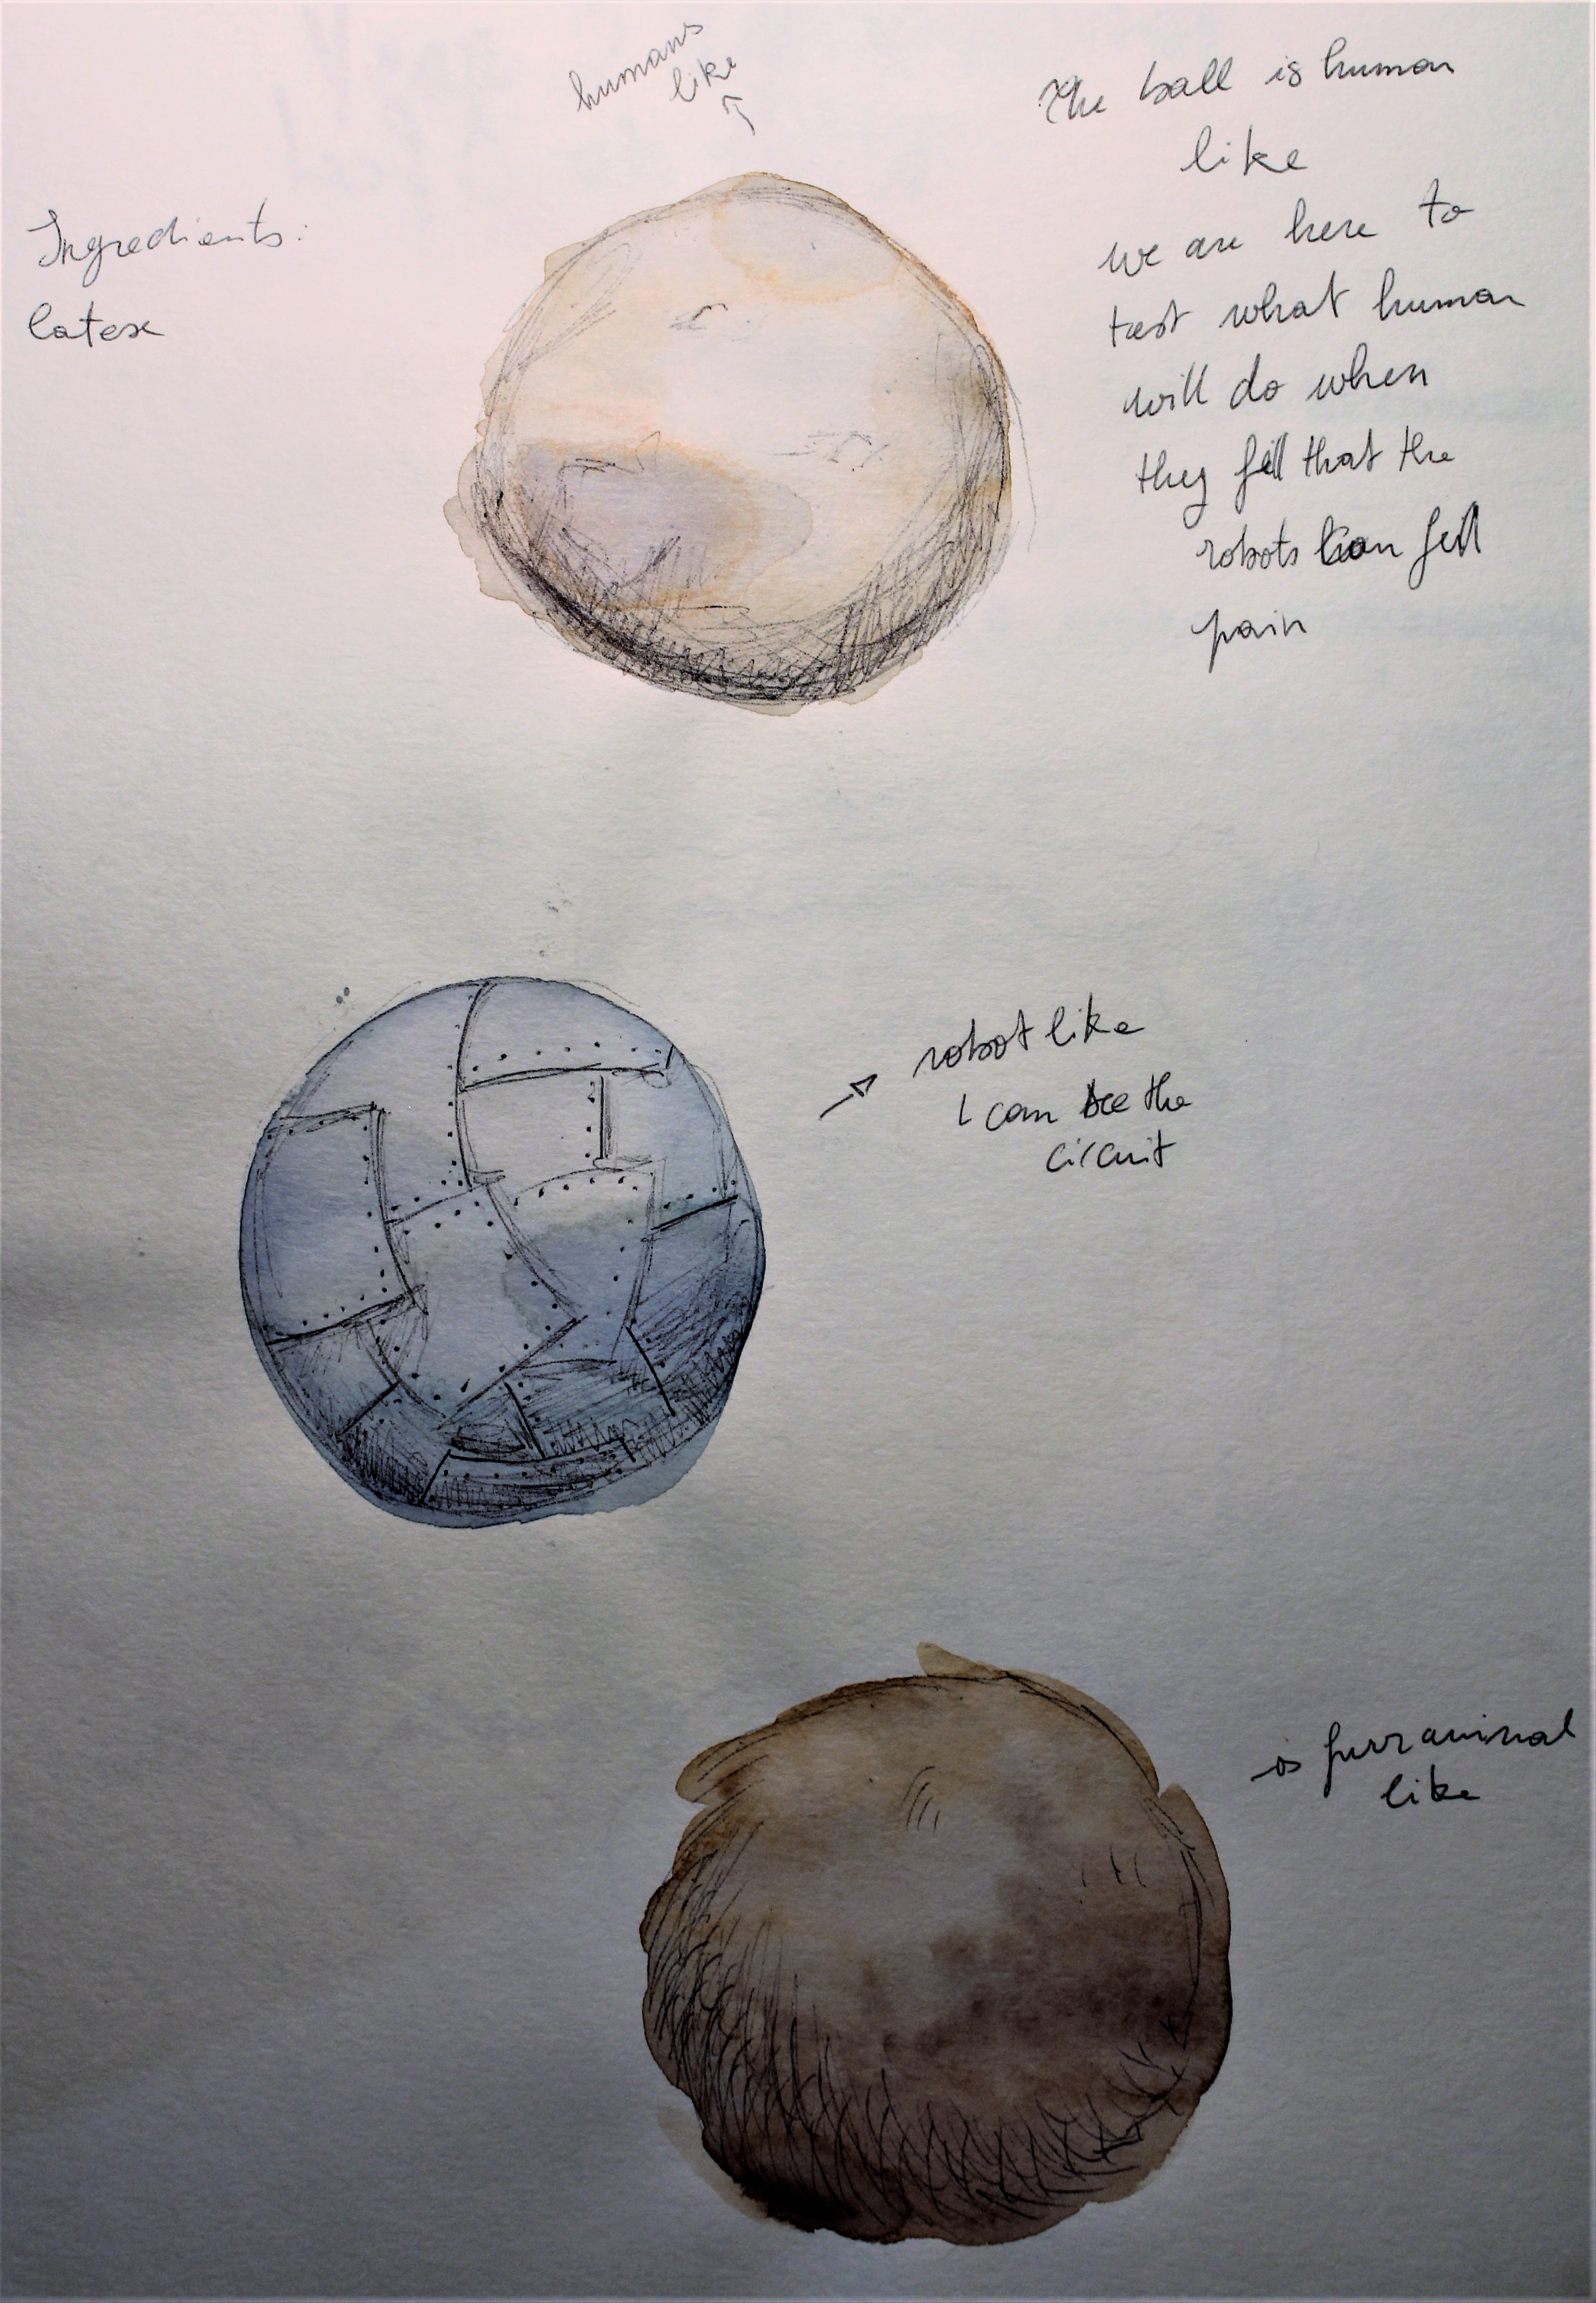 humans
like
The ball is human
like
we are here to
test what human
will do when
they fell that the
robots can fell
pain
Ingredients:
latex
robot like
I can see the
circuit
is furr animal
like